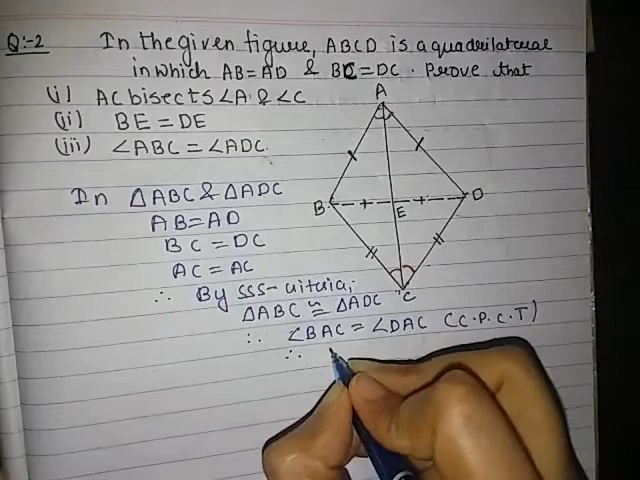 Q:-2 In the given figure, ABCD is a quadrilateral
in which AB=AD & BC=DC. Prove that
(i) AC bisects ∠A & ∠C
(ii) BE = DE
(iii) ∠ABC = ∠ADC.
A
B
E
D
C
In △ABC & △ADC
AB=AD
BC = DC
AC = AC
∴ By SSS-criteria,
△ABC ≅ △ADC
∴ ∠BAC = ∠DAC (C.P.C.T)
∴